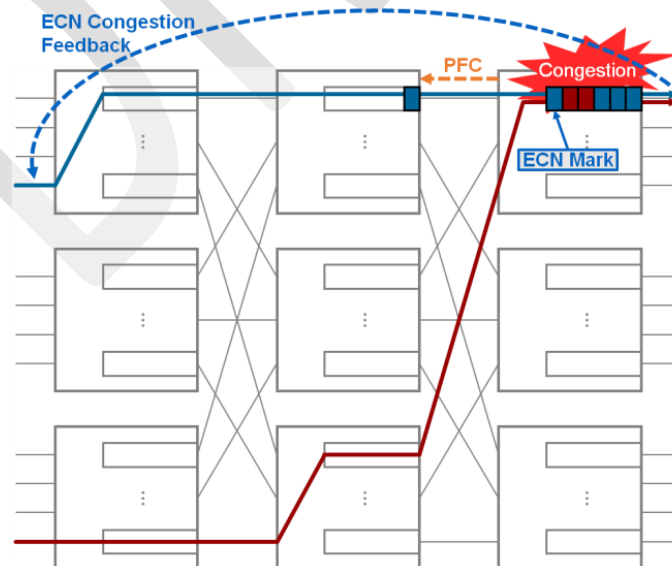 ECN Congestion
Feedback
PFC
Congestion
ECN Mark